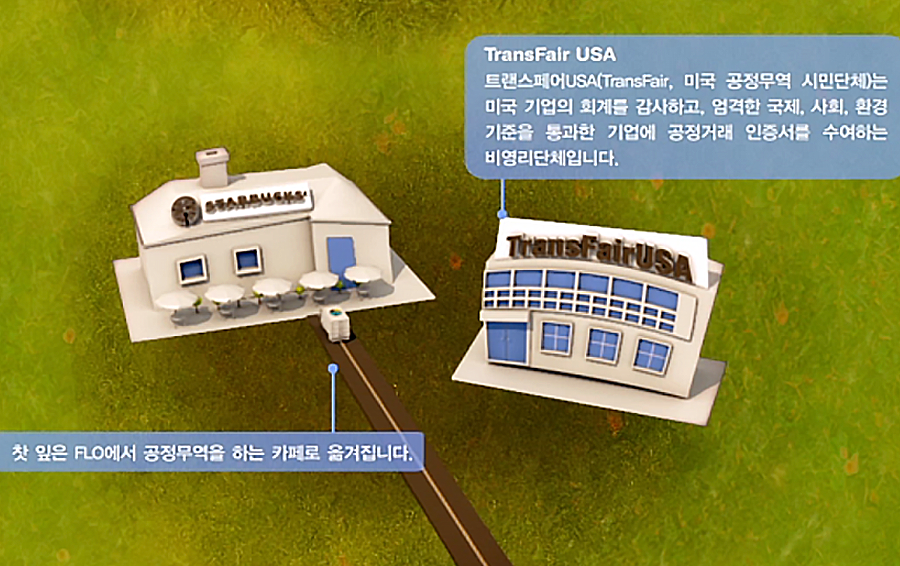 TransFair USA
트랜스페어USA(TransFair, 미국 공정무역 시민단체)는
미국 기업의 회계를 감사하고, 엄격한 국제, 사회, 환경
기준을 통과한 기업에 공정거래 인증서를 수여하는
비영리단체입니다.
STARBUCKS
TransFairUSA
찻 잎은 FLO에서 공정무역을 하는 카페로 옮겨집니다.